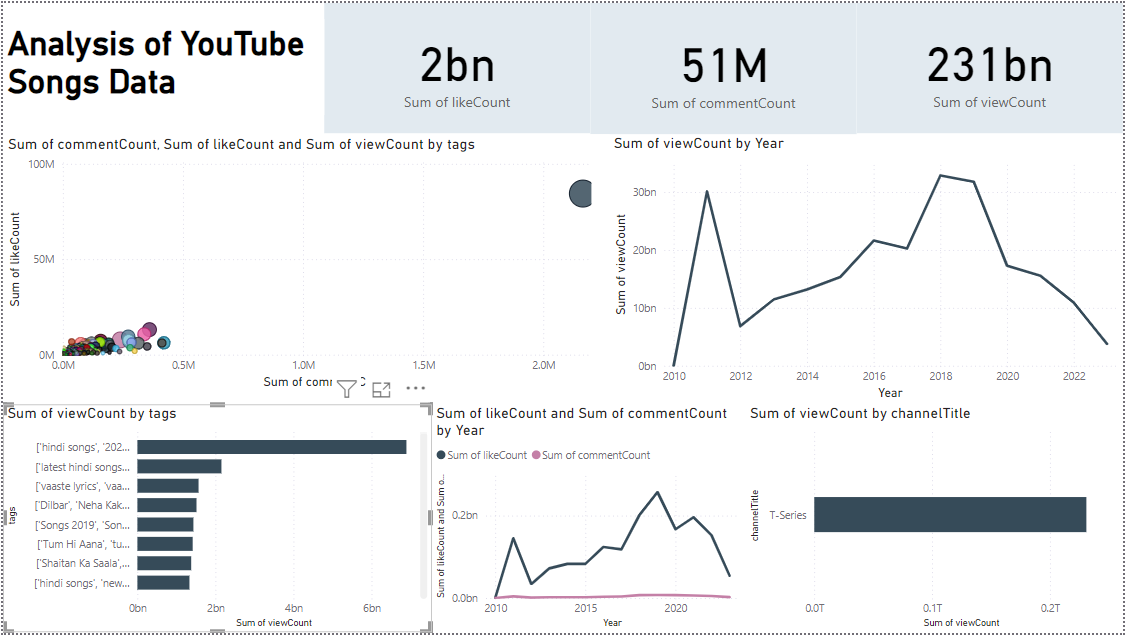 Analysis of YouTube
Songs Data
2bn
Sum of likeCount
51M
Sum of commentCount
231bn
Sum of viewCount
Sum of commentCount, Sum of likeCount and Sum of viewCount by tags
Sum of likeCount
100M
50M
0M
0.0M 0.5M 1.0M 1.5M 2.0M
Sum of comm
Sum of viewCount by Year
Sum of viewCount
30bn
20bn
10bn
0bn
2010 2012 2014 2016 2018 2020 2022
Year
Sum of viewCount by tags
tags
['hindi songs', '202...
['latest hindi songs...
['vaaste lyrics', 'vaa...
['Dilbar', 'Neha Kak...
['Songs 2019', 'Son...
['Tum Hi Aana', 'tu...
['Shaitan Ka Saala',...
['hindi songs', 'new...
0bn 2bn 4bn 6bn
Sum of viewCount
Sum of likeCount and Sum of commentCount
by Year
Sum of likeCount Sum of commentCount
Sum of likeCount and Sum o...
0.2bn
0.0bn
2010 2015 2020
Year
Sum of viewCount by channelTitle
channelTitle
T-Series
0.0T 0.1T 0.2T
Sum of viewCount